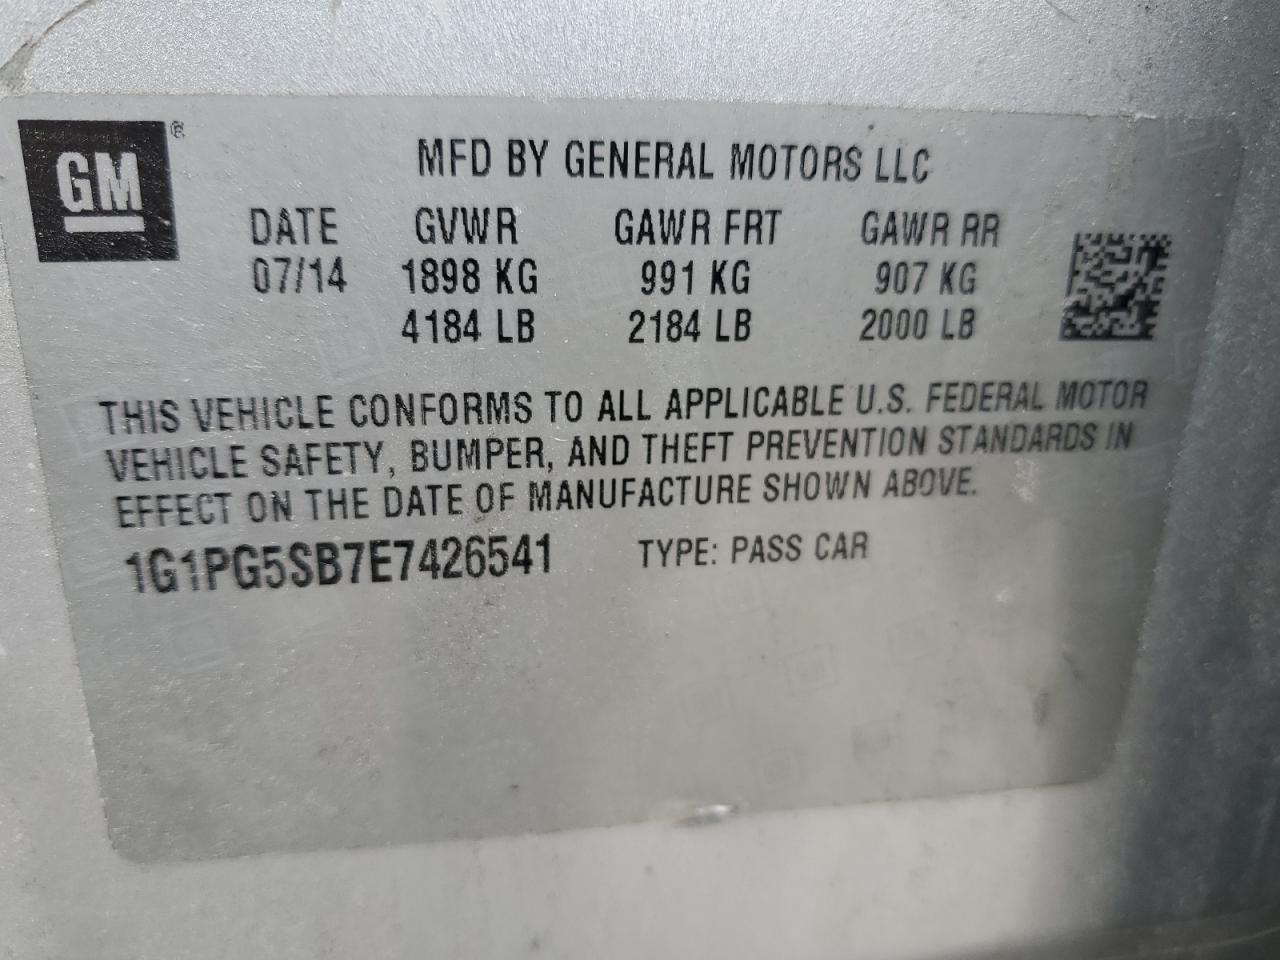 GM ®
MFD BY GENERAL MOTORS LLC
DATE GVWR GAWR FRT GAWR RR
07/14 1898 KG 991 KG 907 KG
4184 LB 2184 LB 2000 LB
THIS VEHICLE CONFORMS TO ALL APPLICABLE U.S. FEDERAL MOTOR
VEHICLE SAFETY, BUMPER, AND THEFT PREVENTION STANDARDS IN
EFFECT ON THE DATE OF MANUFACTURE SHOWN ABOVE.
1G1PG5SB7E7426541 TYPE: PASS CAR